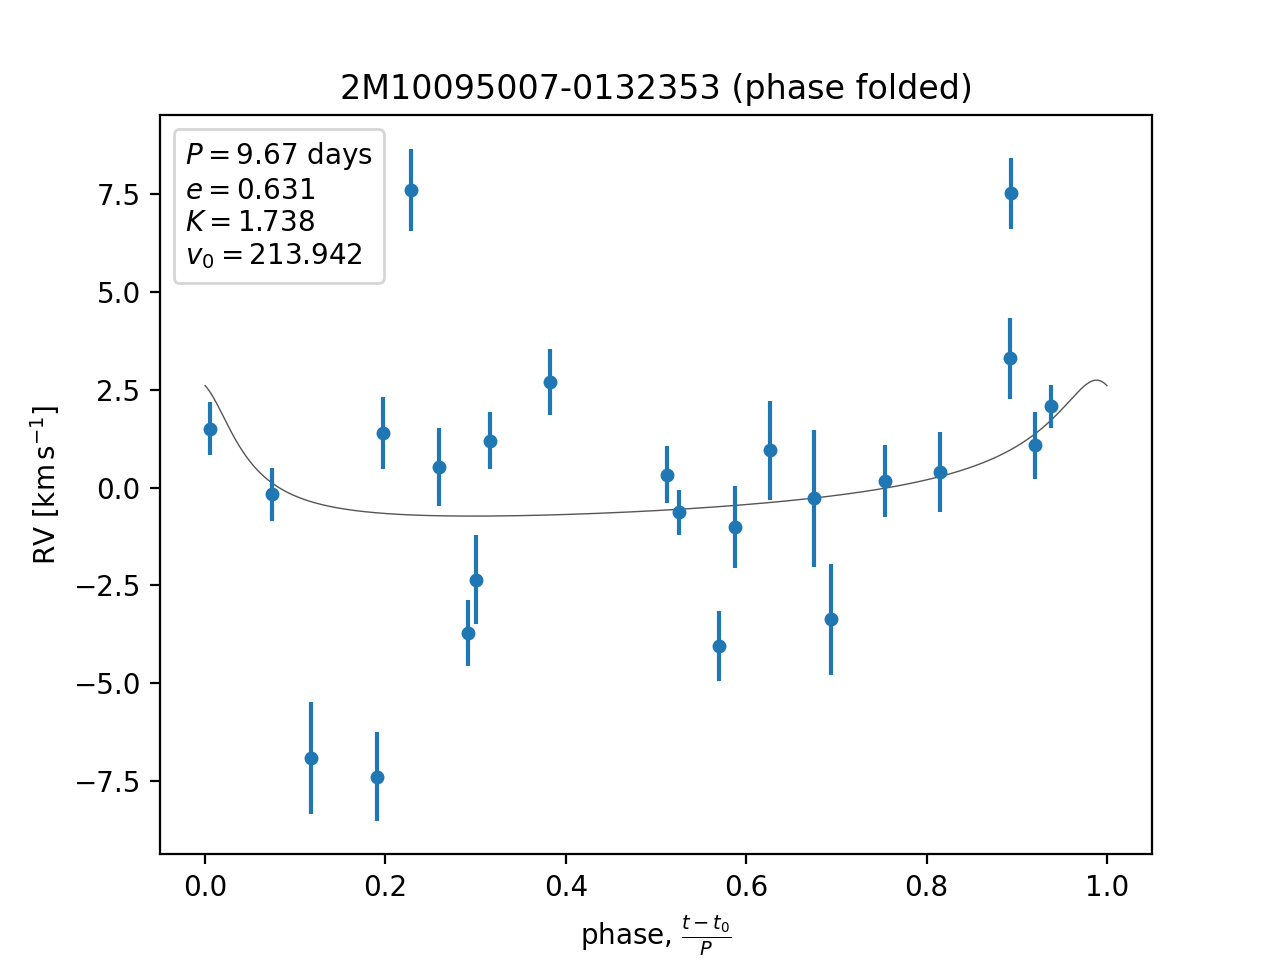 2M10095007-0132353 (phase folded)
P = 9.67 days
e = 0.631
K = 1.738
v₀ = 213.942
7.5
5.0
2.5
0.0
−2.5
−5.0
−7.5
RV [km s⁻¹]
0.0 0.2 0.4 0.6 0.8 1.0
phase, (t − t₀)/P